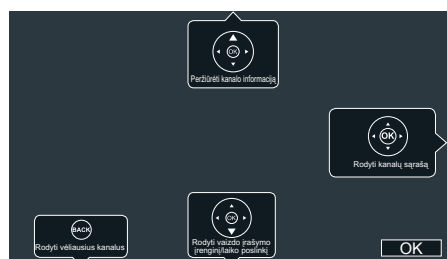 OK
Peržiūrėti kanalo informaciją
OK
Rodyti kanalų sąrašą
BACK
Rodyti vėliausius kanalus
OK
Rodyti vaizdo įrašymo
įrenginį/laiko poslinkį
OK